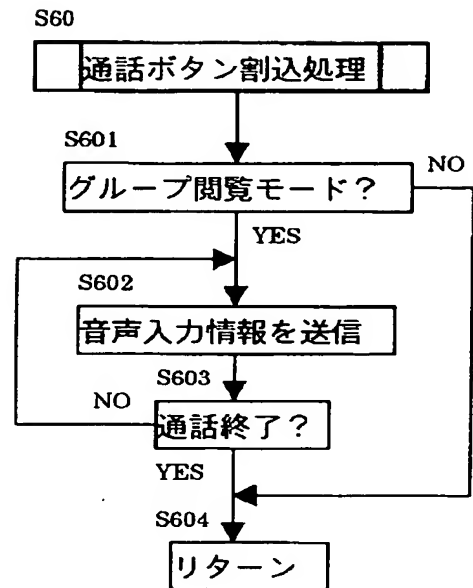 S60
通話ボタン割込処理
S601
グループ閲覧モード?
NO
YES
S602
音声入力情報を送信
S603
NO
通話終了?
YES
S604
リターン